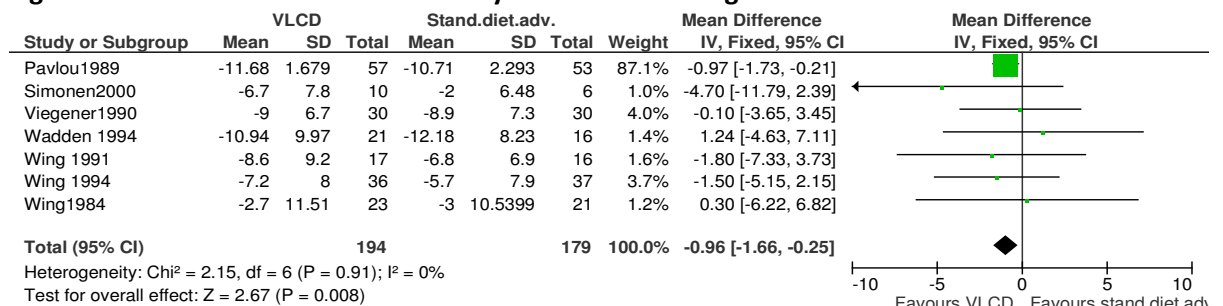 VLCD Stand.diet.adv. Mean Difference Mean Difference
Study or Subgroup Mean SD Total Mean SD Total Weight IV, Fixed, 95% CI IV, Fixed, 95% CI
Pavlou1989 -11.68 1.679 57 -10.71 2.293 53 87.1% -0.97 [-1.73, -0.21]
Simonen2000 -6.7 7.8 10 -2 6.48 6 1.0% -4.70 [-11.79, 2.39]
Viegener1990 -9 6.7 30 -8.9 7.3 30 4.0% -0.10 [-3.65, 3.45]
Wadden 1994 -10.94 9.97 21 -12.18 8.23 16 1.4% 1.24 [-4.63, 7.11]
Wing 1991 -8.6 9.2 17 -6.8 6.9 16 1.6% -1.80 [-7.33, 3.73]
Wing 1994 -7.2 8 36 -5.7 7.9 37 3.7% -1.50 [-5.15, 2.15]
Wing1984 -2.7 11.51 23 -3 10.5399 21 1.2% 0.30 [-6.22, 6.82]
Total (95% CI) 194 179 100.0% -0.96 [-1.66, -0.25]
Heterogeneity: Chi² = 2.15, df = 6 (P = 0.91); I² = 0%
Test for overall effect: Z = 2.67 (P = 0.008)
-10 -5 0 5 10
Favours VLCD Favours stand.diet.adv